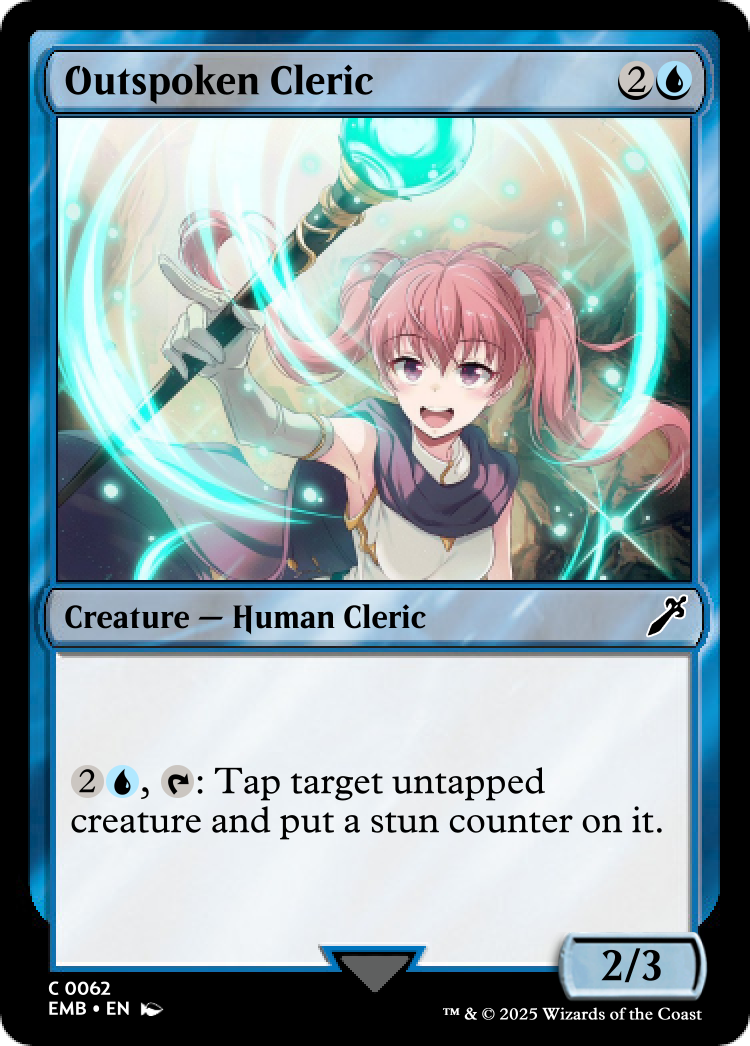 Outspoken Cleric 2
Creature — Human Cleric
2, : Tap target untapped
creature and put a stun counter on it.
2/3
C 0062
EMB • EN
™ & © 2025 Wizards of the Coast